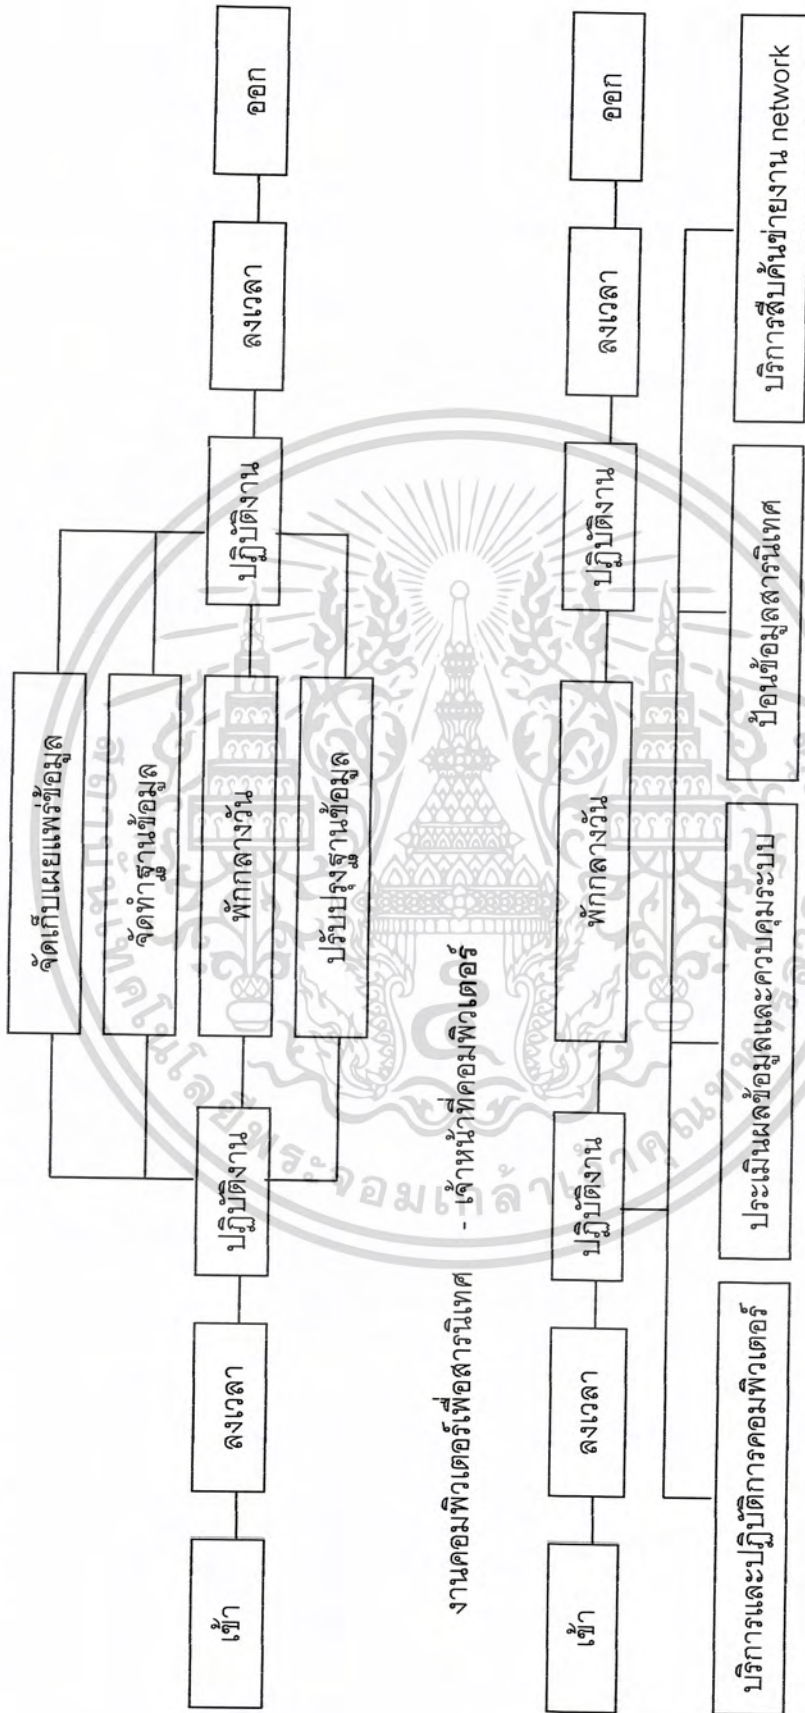 จัดเก็บเผยแพร่ข้อมูล
จัดทำฐานข้อมูล
เข้า
ลงเวลา
ปฏิบัติงาน
พักกลางวัน
ปฏิบัติงาน
ลงเวลา
ออก
ปรับปรุงฐานข้อมูล
งานคอมพิวเตอร์เพื่อสารนิเทศ - เจ้าหน้าที่คอมพิวเตอร์
เข้า
ลงเวลา
ปฏิบัติงาน
พักกลางวัน
ปฏิบัติงาน
ลงเวลา
ออก
บริการและปฏิบัติการคอมพิวเตอร์
ประเมินผลข้อมูลและควบคุมระบบ
ป้อนข้อมูลสารนิเทศ
บริการสืบค้นข่ายงาน network